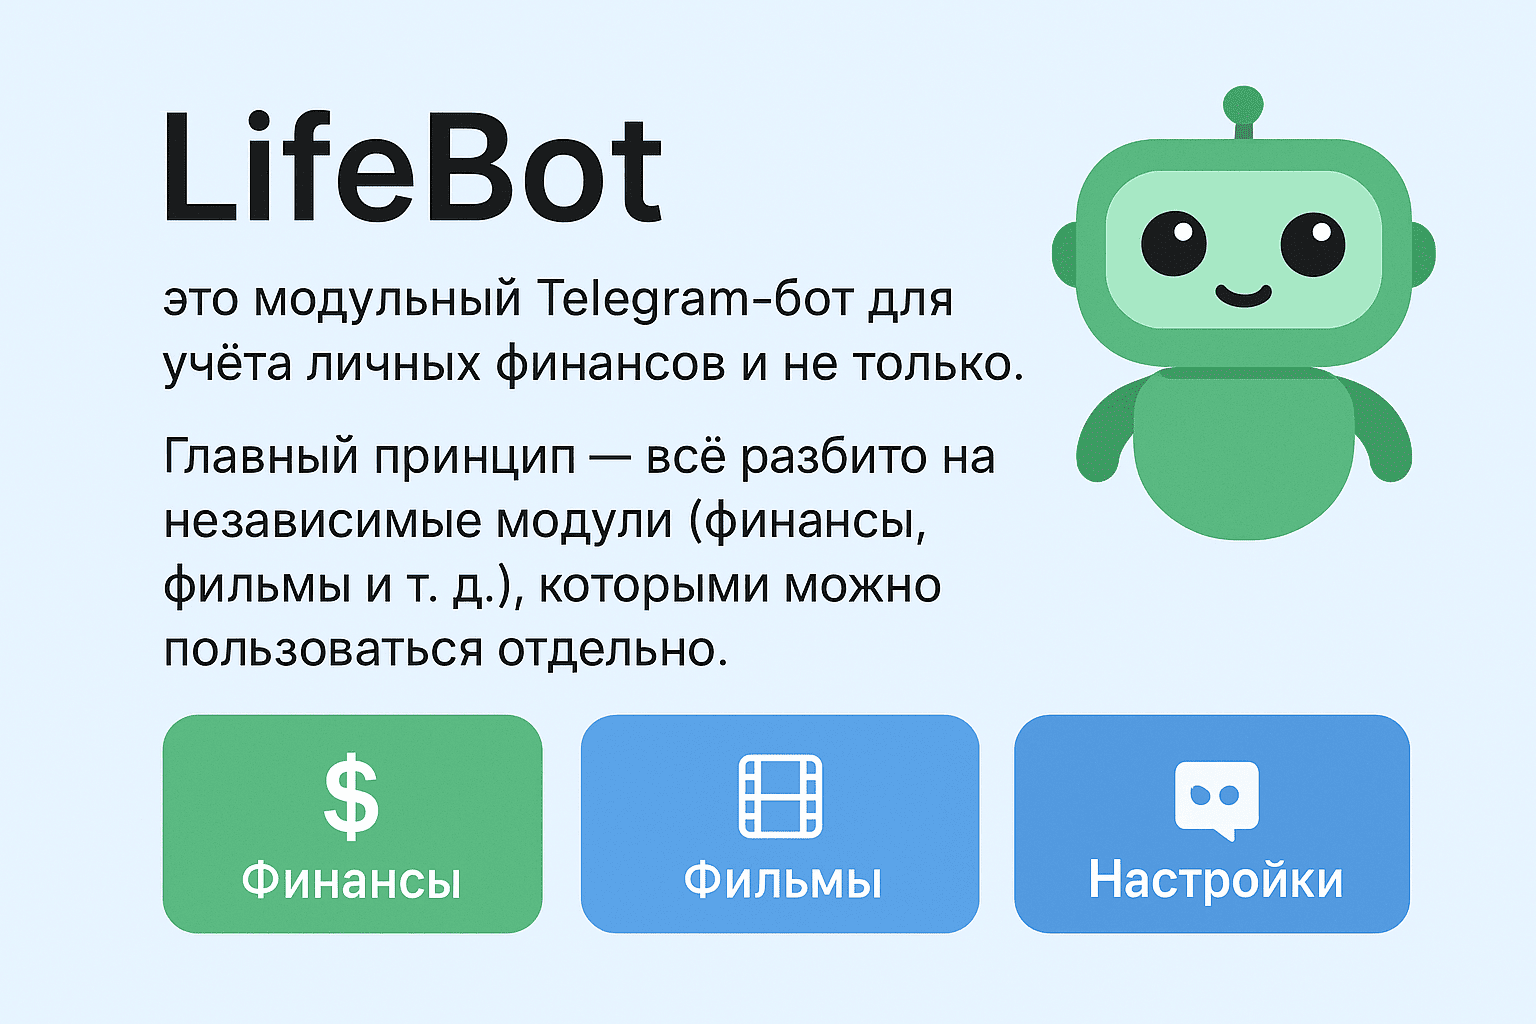 LifeBot
это модульный Telegram-бот для
учёта личных финансов и не только.
Главный принцип — всё разбито на
независимые модули (финансы,
фильмы и т. д.), которыми можно
пользоваться отдельно.
$
Финансы
Фильмы
Настройки